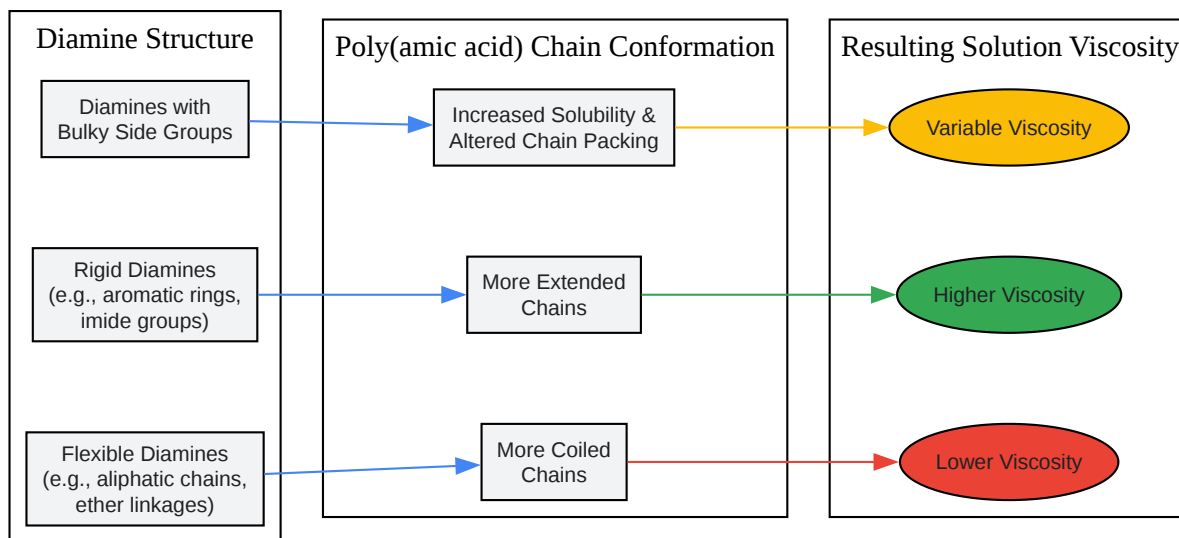 Diamine Structure
Poly(amic acid) Chain Conformation
Resulting Solution Viscosity
Diamines with
Bulky Side Groups
Increased Solubility &
Altered Chain Packing
Variable Viscosity
Rigid Diamines
(e.g., aromatic rings,
imide groups)
More Extended
Chains
Higher Viscosity
Flexible Diamines
(e.g., aliphatic chains,
ether linkages)
More Coiled
Chains
Lower Viscosity